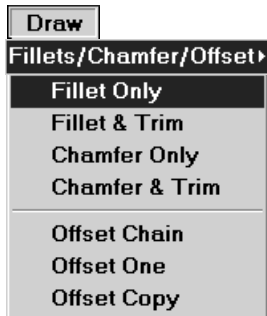 Draw
Fillets/Chamfer/Offset
Fillet Only
Fillet & Trim
Chamfer Only
Chamfer & Trim
Offset Chain
Offset One
Offset Copy